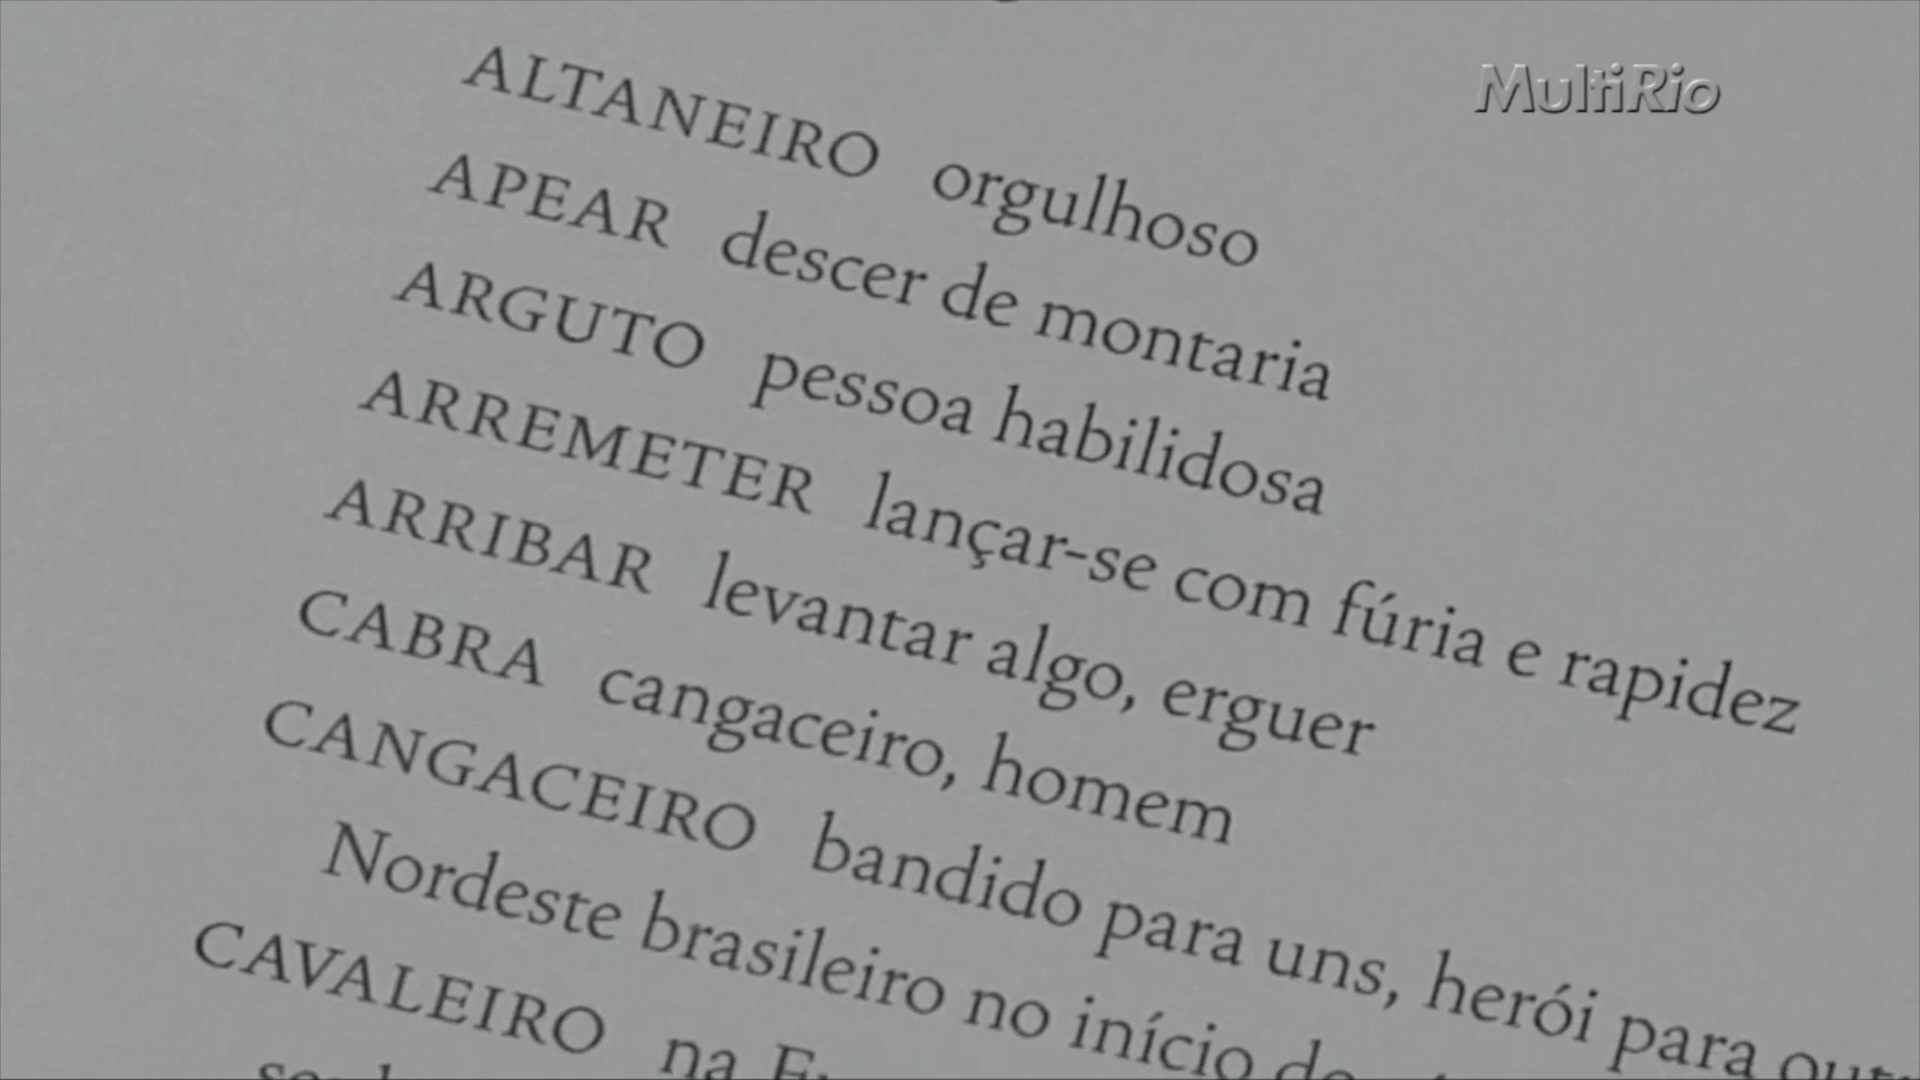 MultiRio
ALTANEIRO orgulhoso
APEAR descer de montaria
ARGUTO pessoa habilidosa
ARREMETER lançar-se com fúria e rapidez
ARRIBAR levantar algo, erguer
CABRA cangaceiro, homem
CANGACEIRO bandido para uns, herói para
Nordeste brasileiro no início
CAVALEIRO na